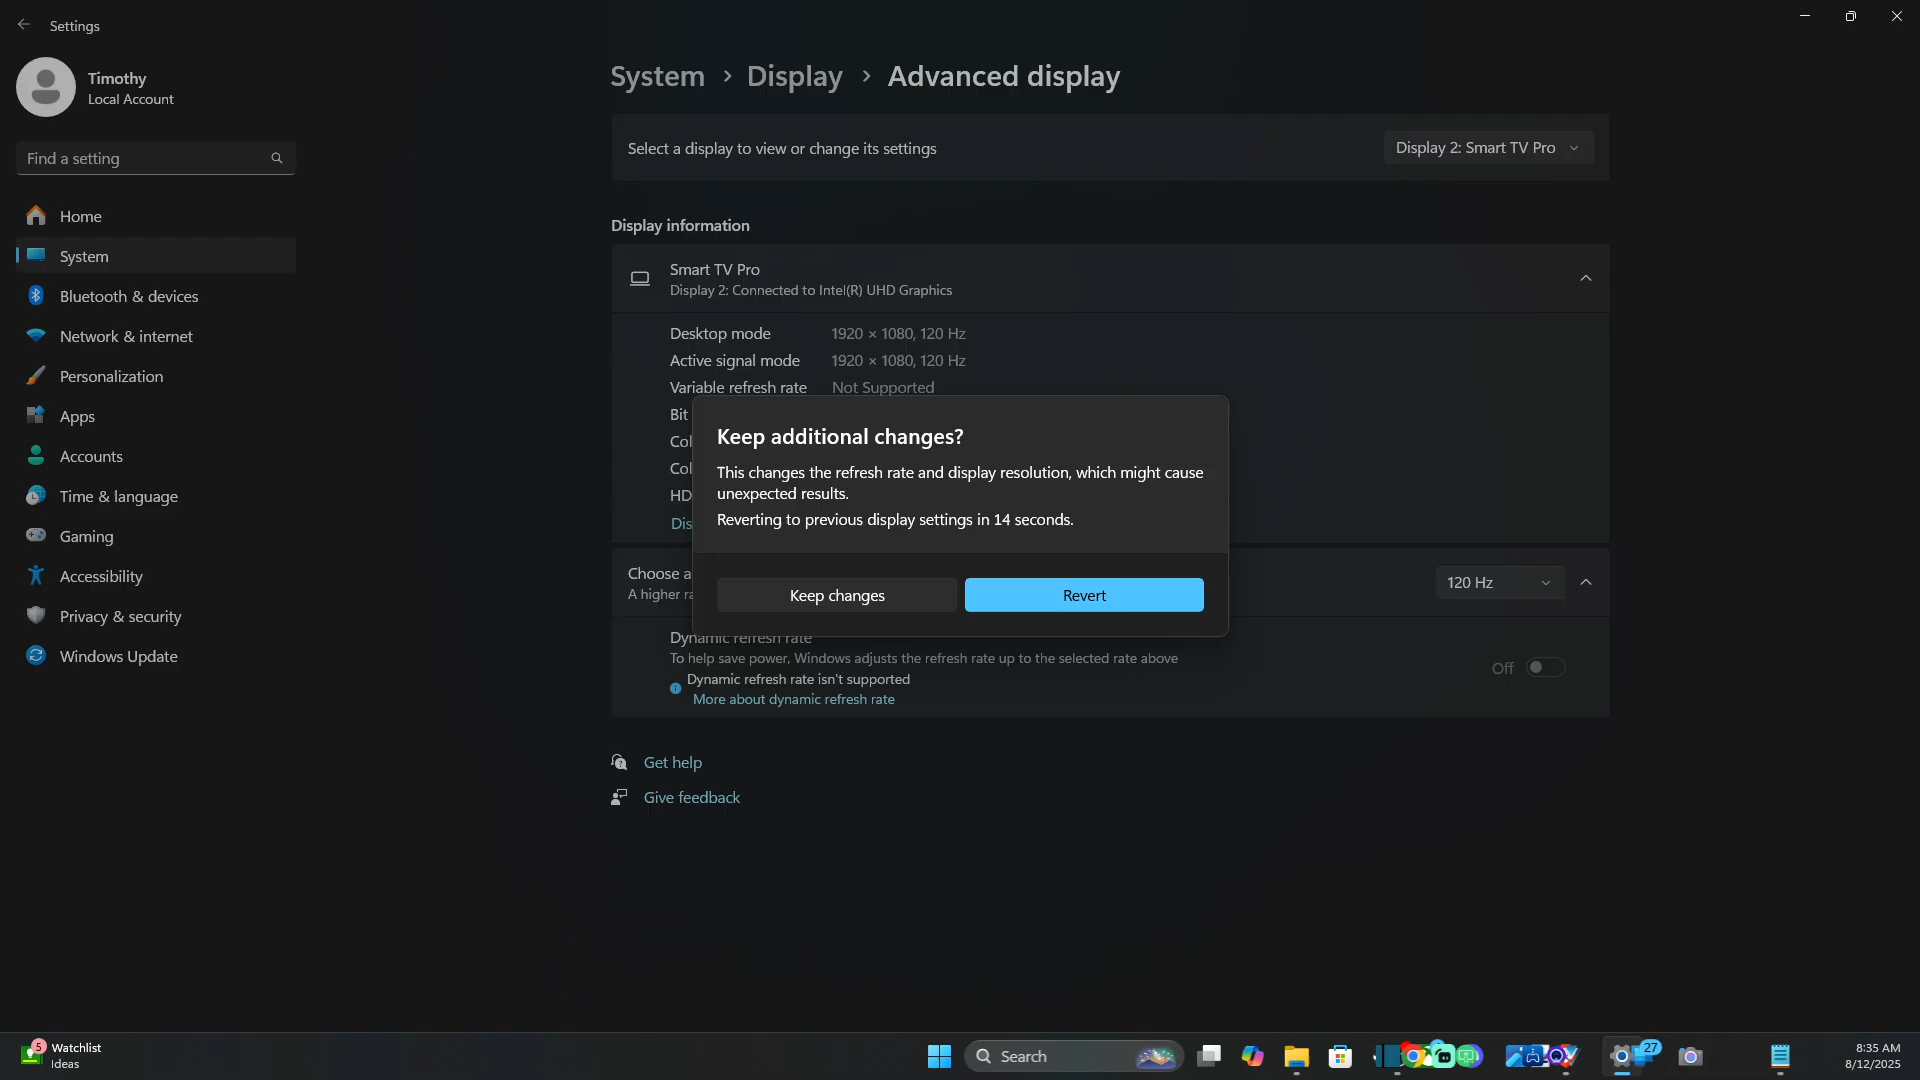 Settings
Timothy
Local Account
Find a setting
Home
System
Bluetooth & devices
Network & internet
Personalization
Apps
Accounts
Time & language
Gaming
Accessibility
Privacy & security
Windows Update
System > Display > Advanced display
Select a display to view or change its settings
Display 2: Smart TV Pro
Display information
Smart TV Pro
Display 2: Connected to Intel(R) UHD Graphics
Desktop mode 1920 × 1080, 120 Hz
Active signal mode 1920 × 1080, 120 Hz
Variable refresh rate Not Supported
Bit
Col
Col
HD
Dis
Keep additional changes?
This changes the refresh rate and display resolution, which might cause
unexpected results.
Reverting to previous display settings in 14 seconds.
Keep changes
Revert
Choose a
A higher ra
120 Hz
Dynamic refresh rate
To help save power, Windows adjusts the refresh rate up to the selected rate above
Dynamic refresh rate isn't supported
More about dynamic refresh rate
Off
Get help
Give feedback
5
Watchlist
Ideas
Search
27
8:35 AM
8/12/2025